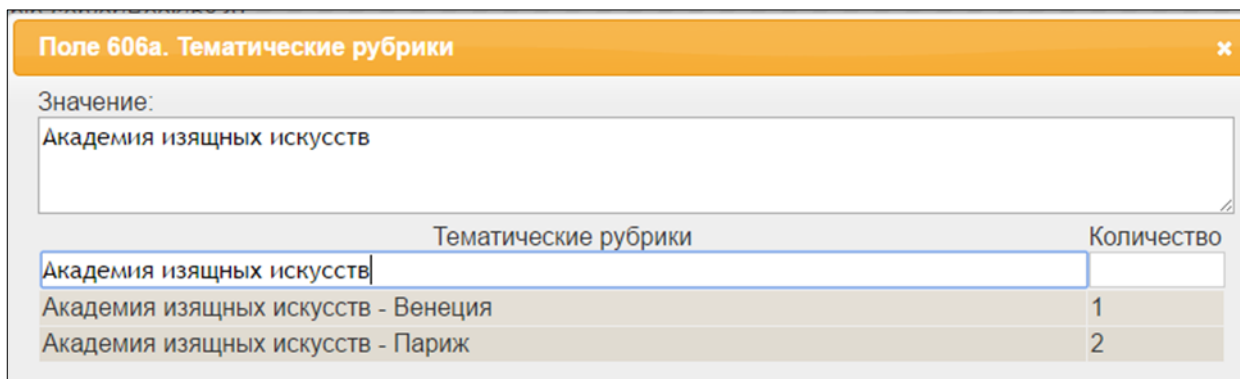 Поле 606а. Тематические рубрики
Значение:
Академия изящных искусств
Тематические рубрики Количество
Академия изящных искусств
Академия изящных искусств - Венеция 1
Академия изящных искусств - Париж 2